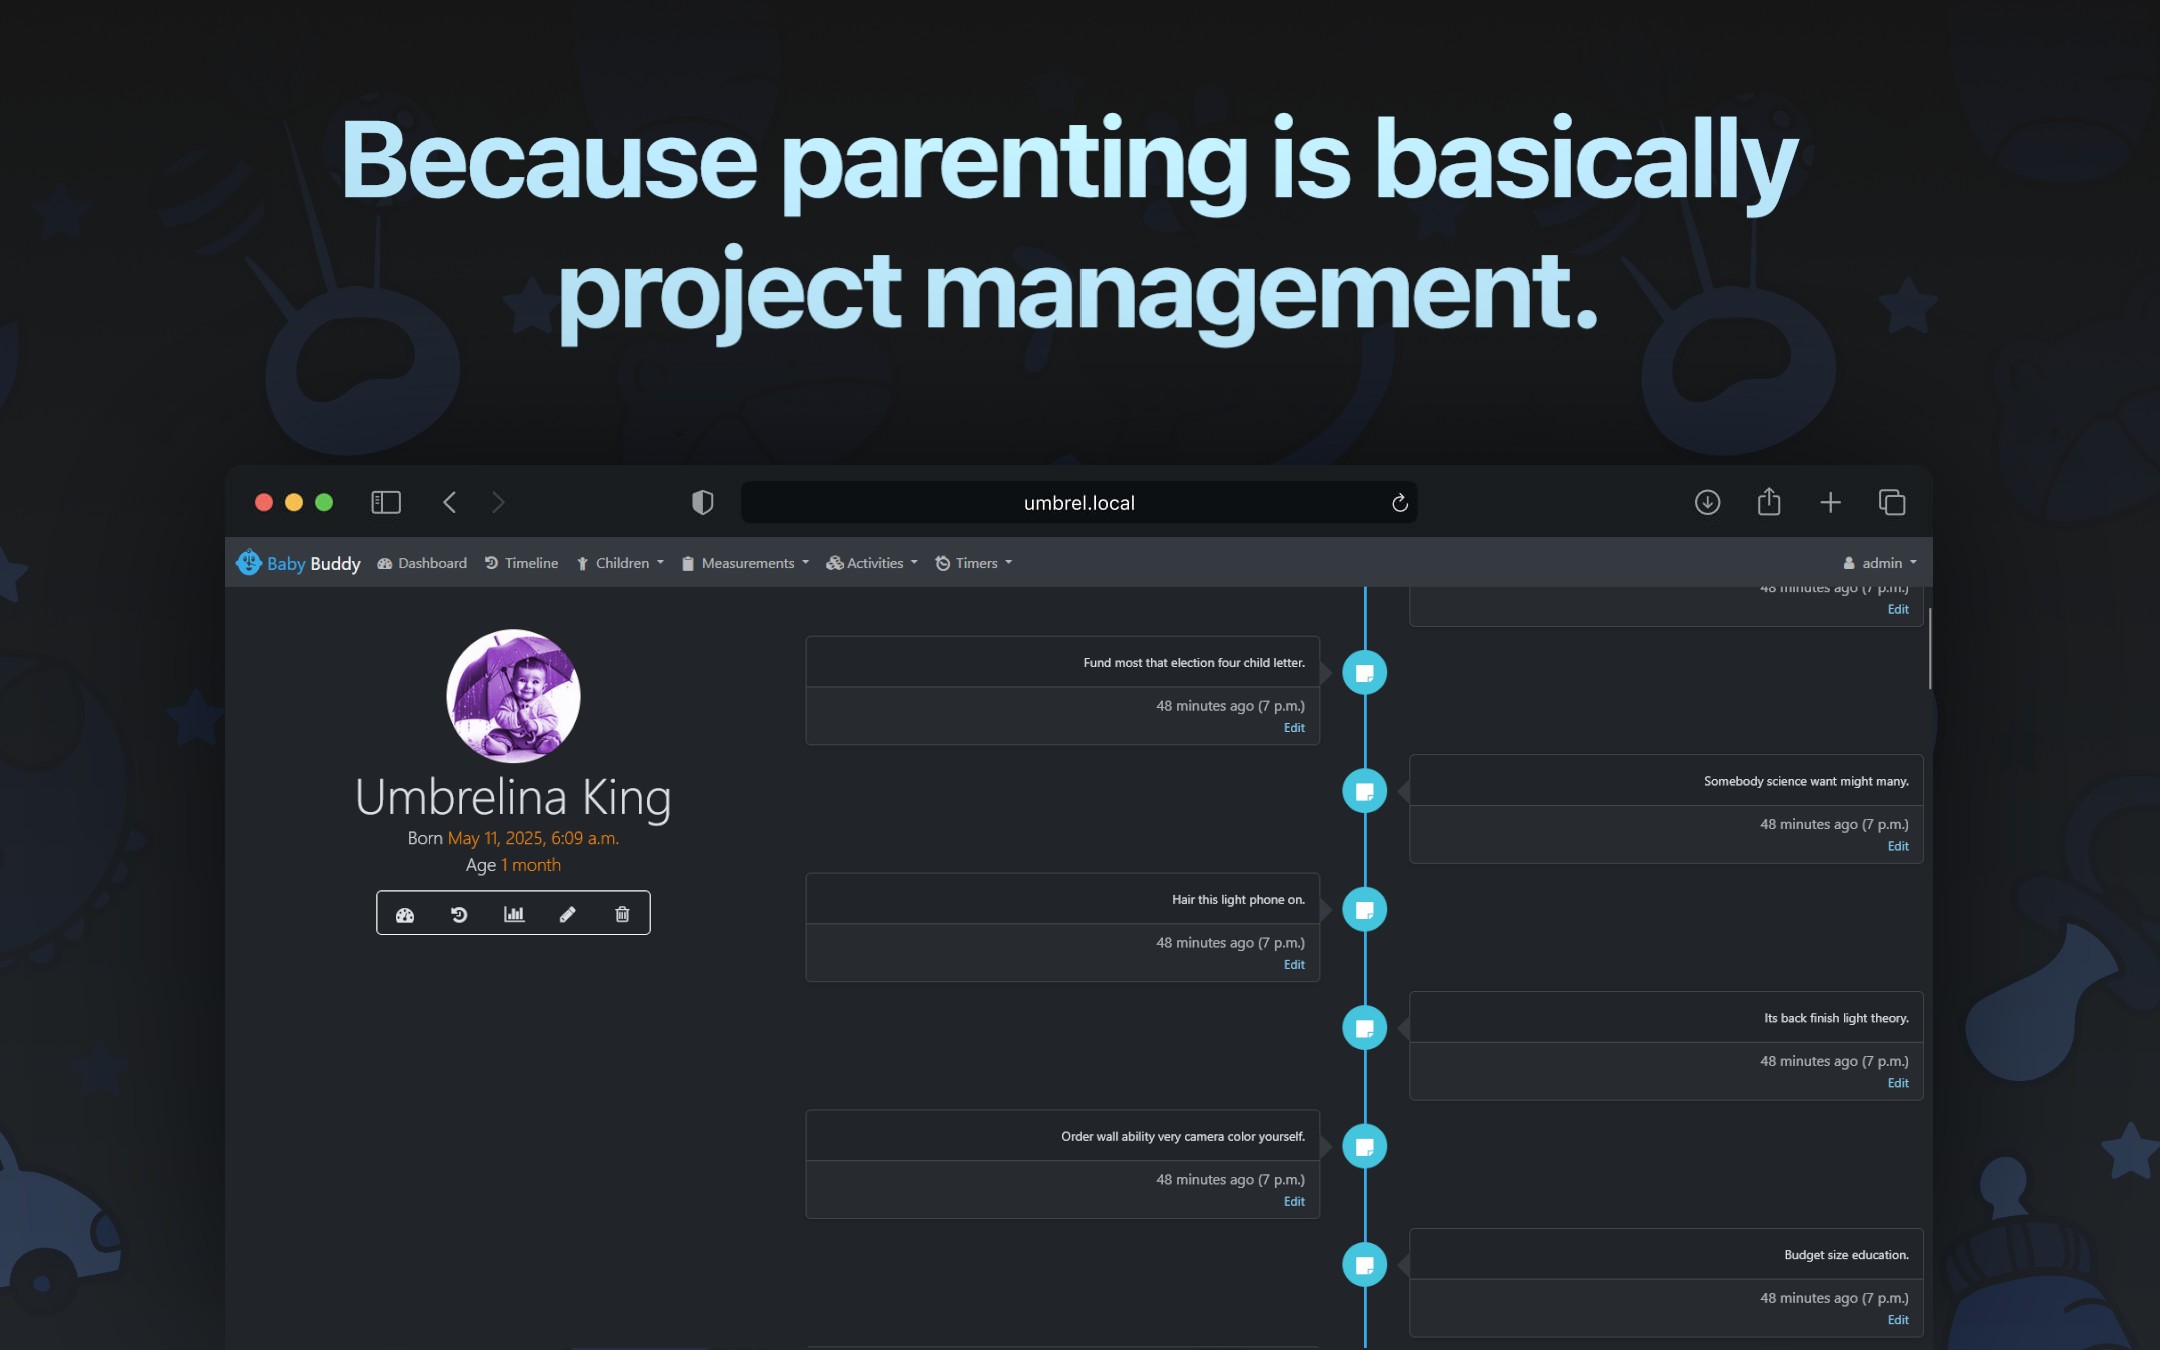 Because parenting is basically
project management.
umbrel.local
Baby Buddy Dashboard Timeline Children Measurements Activities Timers admin
48 minutes ago (7 p.m.)
Edit
Umbrelina King
Born May 11, 2025, 6:09 a.m.
Age 1 month
Fund most that election four child letter.
48 minutes ago (7 p.m.)
Edit
Somebody science want might many.
48 minutes ago (7 p.m.)
Edit
Hair this light phone on.
48 minutes ago (7 p.m.)
Edit
Its back finish light theory.
48 minutes ago (7 p.m.)
Edit
Order wall ability very camera color yourself.
48 minutes ago (7 p.m.)
Edit
Budget size education.
48 minutes ago (7 p.m.)
Edit